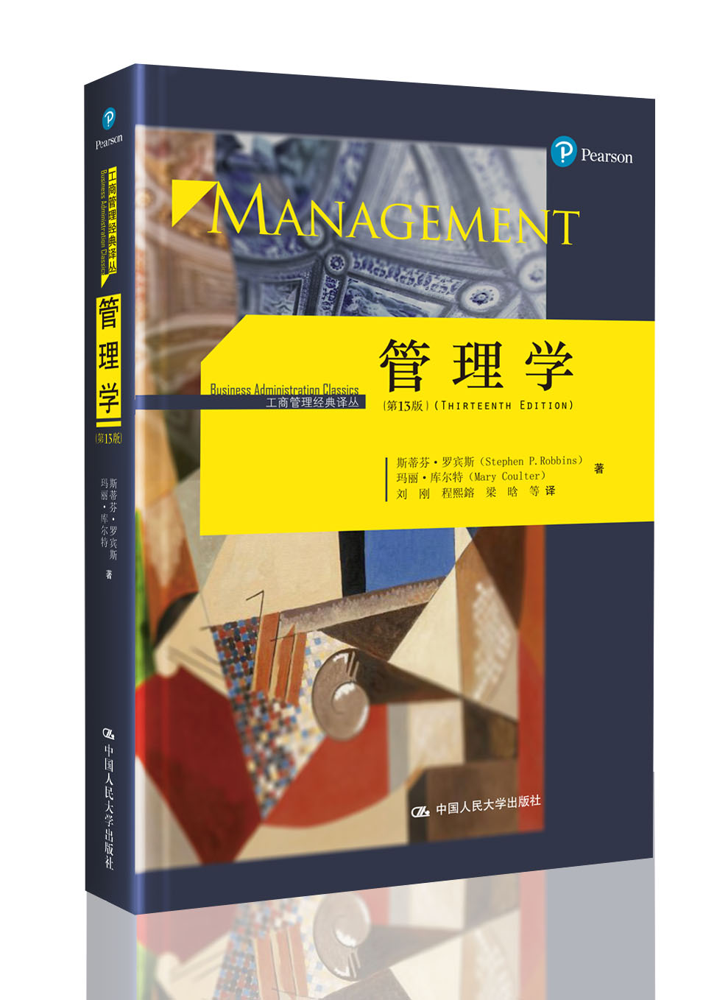 Pearson
工商管理经典译丛
Business Administration Classics
管理学
(第13版)
斯蒂芬·罗宾斯
玛丽·库尔特
著
中国人民大学出版社
Pearson
MANAGEMENT
管理学
(第13版)(THIRTEENTH EDITION)
Business Administration Classics
工商管理经典译丛
斯蒂芬·罗宾斯(Stephen P.Robbins)
玛丽·库尔特(Mary Coulter)
著
刘 刚 程熙鎔 梁 晗 等 译
中国人民大学出版社